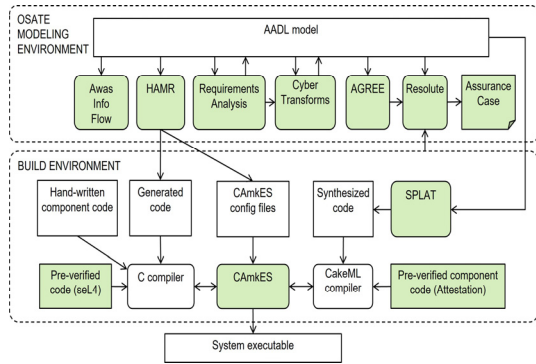 OSATE
MODELING
ENVIRONMENT
AADL model
Awas
Info
Flow
HAMR
Requirements
Analysis
Cyber
Transforms
AGREE
Resolute
Assurance
Case
BUILD ENVIRONMENT
Hand-written
component code
Generated
code
CAmkES
config files
Synthesized
code
SPLAT
Pre-verified
code (seL4)
C compiler
CAmkES
CakeML
compiler
Pre-verified component
code (Attestation)
System executable